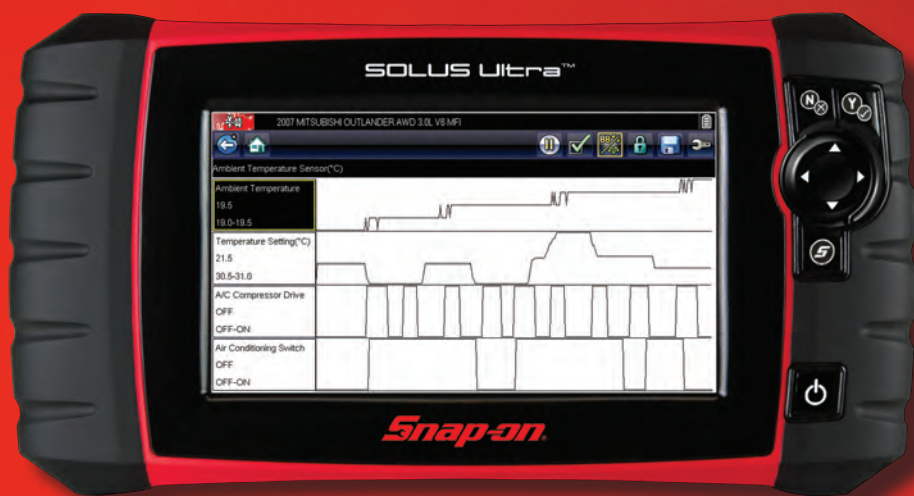 SOLUS Ultra™
2007 MITSUBISHI OUTLANDER AWD 3.0L V6 MFI
Ambient Temperature Sensor(°C)
Ambient Temperature
19.5
19.0-19.5
Temperature Setting(°C)
21.5
30.5-31.0
A/C Compressor Drive
OFF
OFF-ON
Air Conditioning Switch
OFF
OFF-ON
N
Y
S
Snap-on.